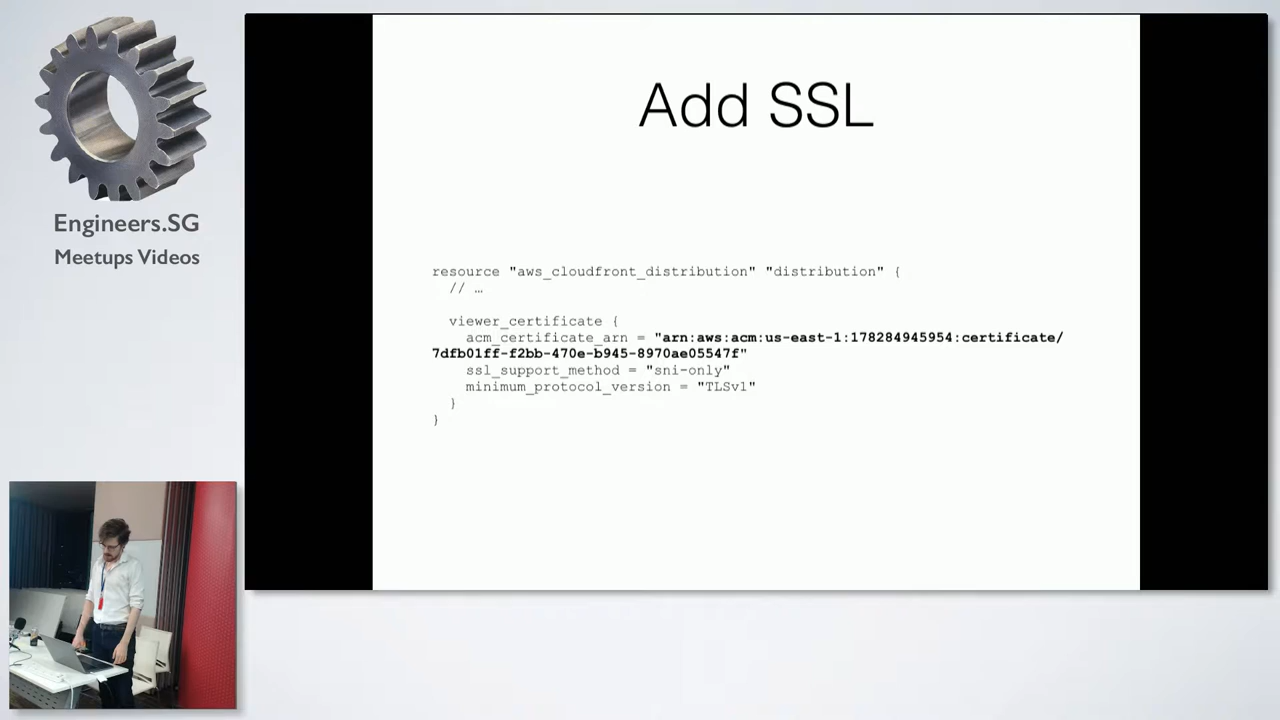 Engineers.SG
Meetups Videos
Add SSL
resource "aws_cloudfront_distribution" "distribution" {
// …
viewer_certificate {
acm_certificate_arn = "arn:aws:acm:us-east-1:178284945954:certificate/
7dfb01ff-f2bb-470e-b945-8970ae05547f"
ssl_support_method = "sni-only"
minimum_protocol_version = "TLSv1"
}
}